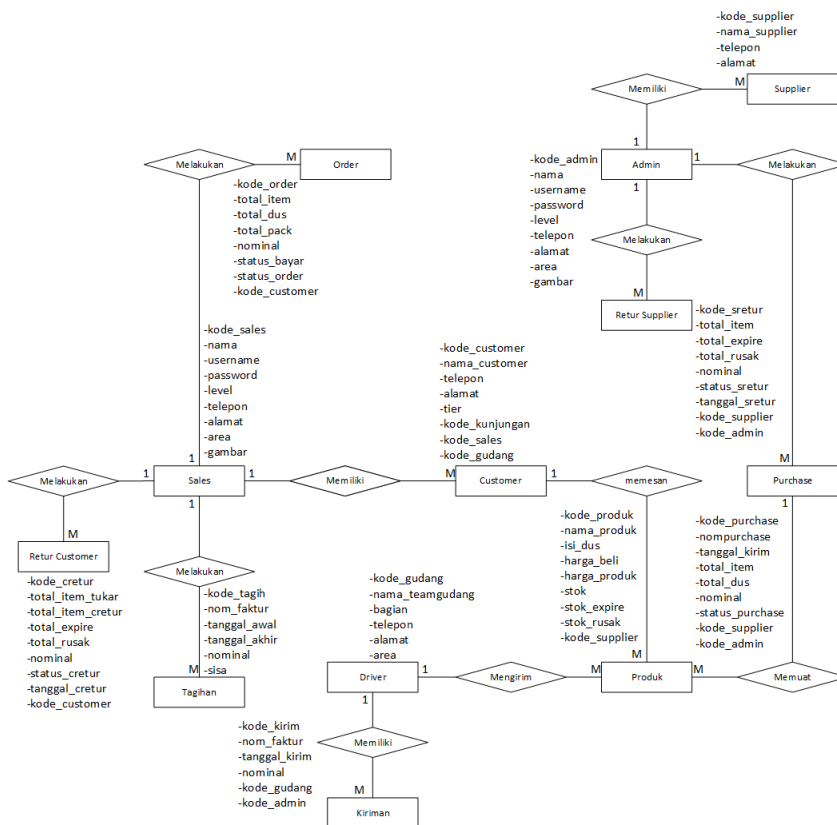 -kode_supplier
-nama_supplier
-telepon
-alamat
Memiliki
M
Supplier
1
Melakukan
M
Order
-kode_order
-total_item
-total_dus
-total_pack
-nominal
-status_bayar
-status_order
-kode_customer
-kode_admin
-nama
-username
-password
-level
-telepon
-alamat
-area
-gambar
Admin
1
Melakukan
1
Melakukan
M
Retur Supplier
-kode_sretur
-total_item
-total_expire
-total_rusak
-nominal
-status_sretur
-tanggal_sretur
-kode_supplier
-kode_admin
-kode_sales
-nama
-username
-password
-level
-telepon
-alamat
-area
-gambar
1
-kode_customer
-nama_customer
-telepon
-alamat
-tier
-kode_kunjungan
-kode_sales
-kode_gudang
Melakukan
1
Sales
1
Memiliki
M
Customer
1
memesan
M
Purchase
1
1
M
Retur Customer
-kode_cretur
-total_item_tukar
-total_item_cretur
-total_expire
-total_rusak
-nominal
-status_cretur
-tanggal_cretur
-kode_customer
Melakukan
-kode_tagih
-nom_faktur
-tanggal_awal
-tanggal_akhir
-nominal
-sisa
M
Tagihan
-kode_produk
-nama_produk
-isi_dus
-harga_beli
-harga_produk
-stok
-stok_expire
-stok_rusak
-kode_supplier
M
-kode_purchase
-nompurchase
-tanggal_kirim
-total_item
-total_dus
-nominal
-status_purchase
-kode_supplier
-kode_admin
-kode_gudang
-nama_teamgudang
-bagian
-telepon
-alamat
-area
Driver
1
Mengirim
M
Produk
M
Memuat
1
-kode_kirim
-nom_faktur
-tanggal_kirim
-nominal
-kode_gudang
-kode_admin
Memiliki
M
Kiriman